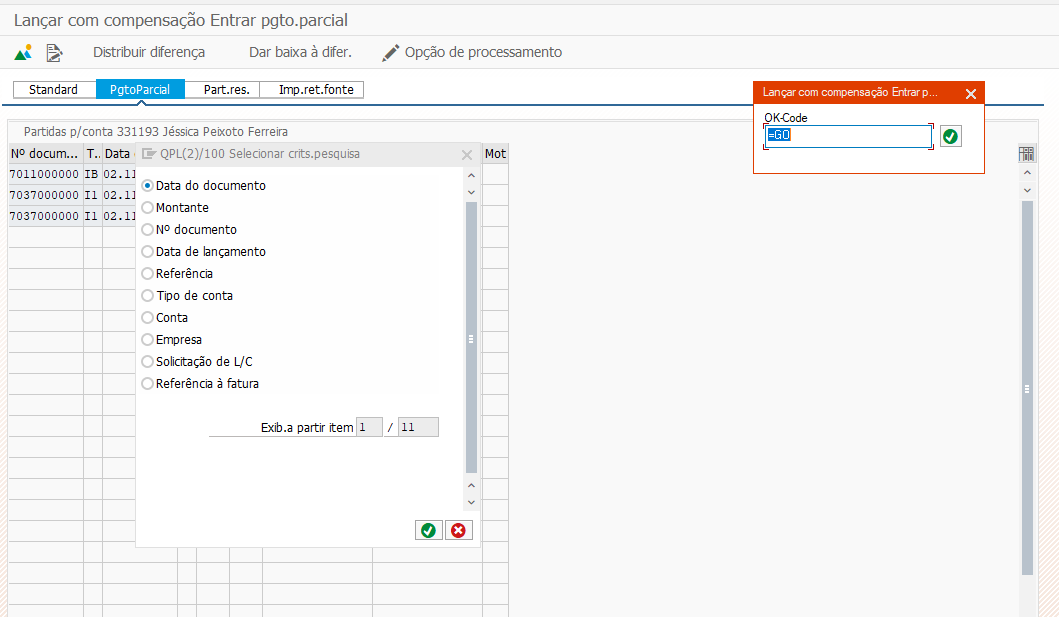 Lançar com compensação Entrar pgto.parcial
Distribuir diferença Dar baixa à difer. Opção de processamento
Standard PgtoParcial Part.res. Imp.ret.fonte
Lançar com compensação Entrar p...
OK-Code
=GO
Partidas p/conta 331193 Jéssica Peixoto Ferreira
Nº docum... T.. Data Mot
7011000000 IB 02.11
7037000000 I1 02.11
7037000000 I1 02.11
QPL(2)/100 Selecionar crits.pesquisa
Data do documento
Montante
Nº documento
Data de lançamento
Referência
Tipo de conta
Conta
Empresa
Solicitação de L/C
Referência à fatura
Exib.a partir item 1 / 11